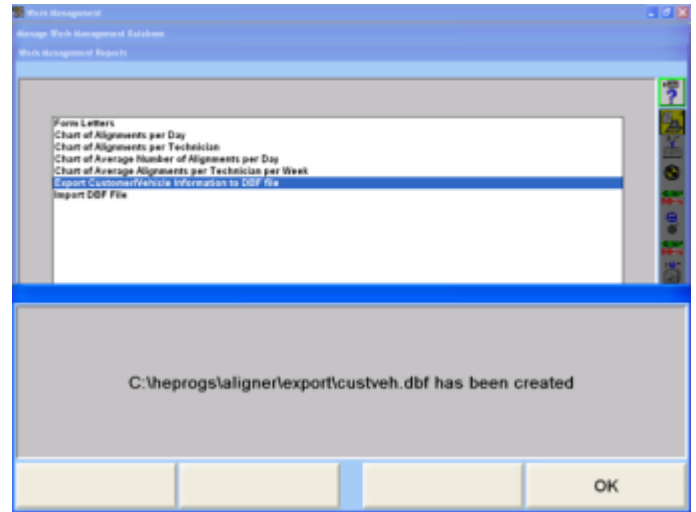 Work Management
Manage Work Management Database
Work Management Reports
?
Form Letters
Chart of Alignments per Day
Chart of Alignments per Technician
Chart of Average Number of Alignments per Day
Chart of Average Alignments per Technician per Week
Export Customer/Vehicle Information to DBF file
Import DBF File
C:\heprogs\aligner\export\custveh.dbf has been created
OK